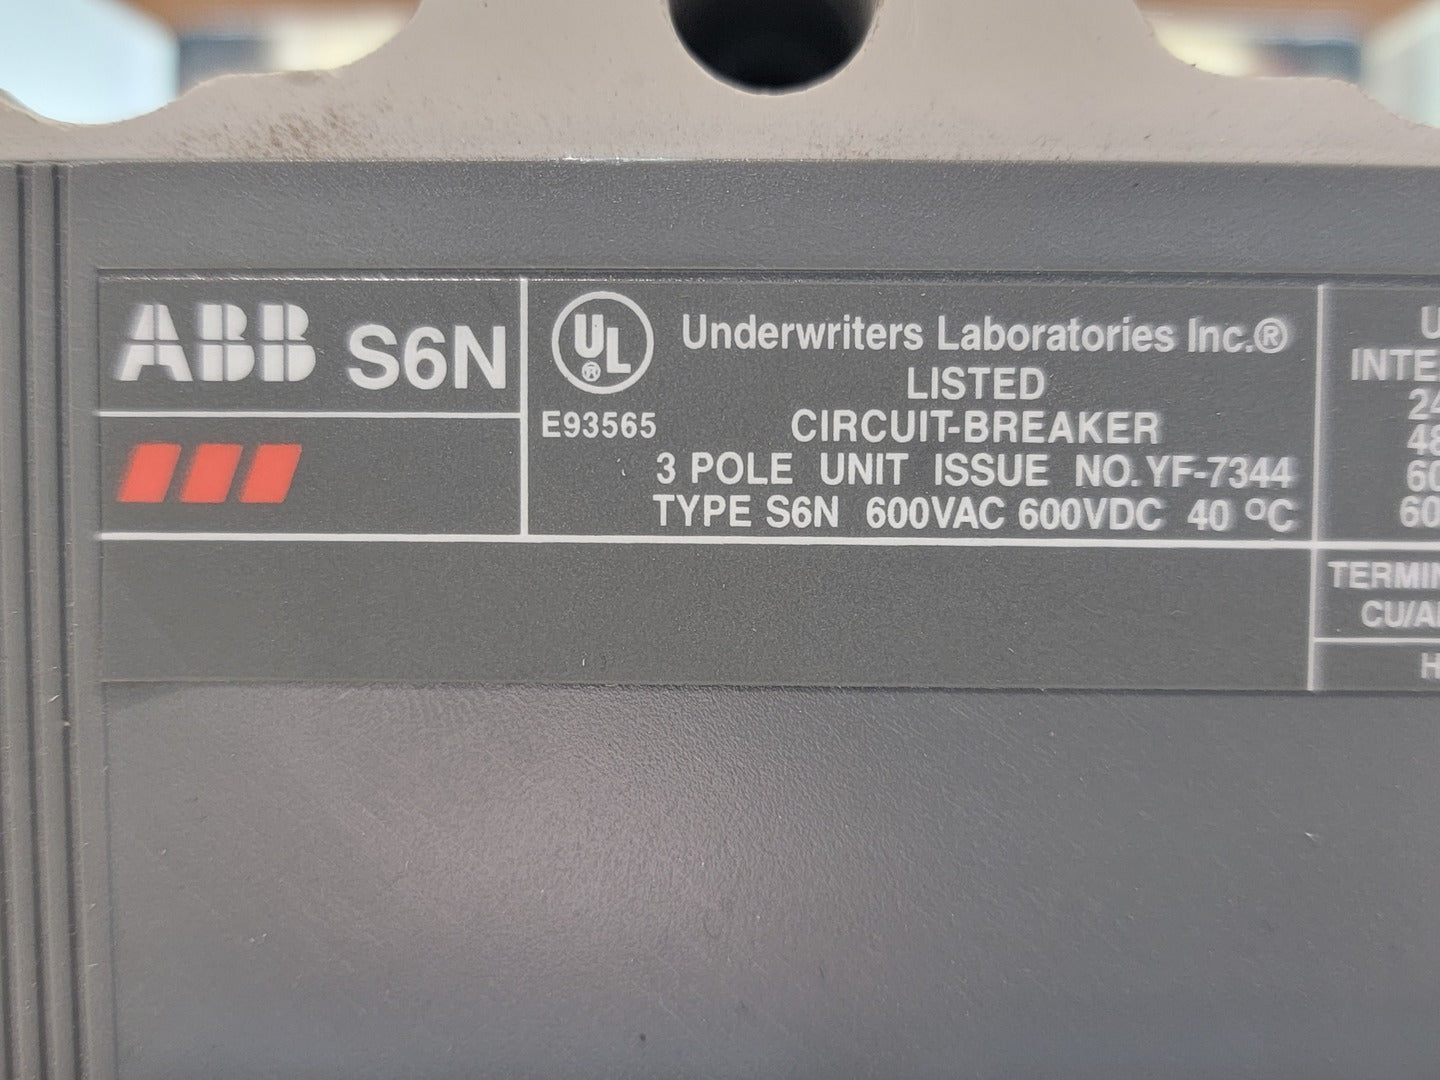 ABB S6N
UL ®
E93565
Underwriters Laboratories Inc.®
LISTED
CIRCUIT-BREAKER
3 POLE UNIT ISSUE NO. YF-7344
TYPE S6N 600VAC 600VDC 40 °C